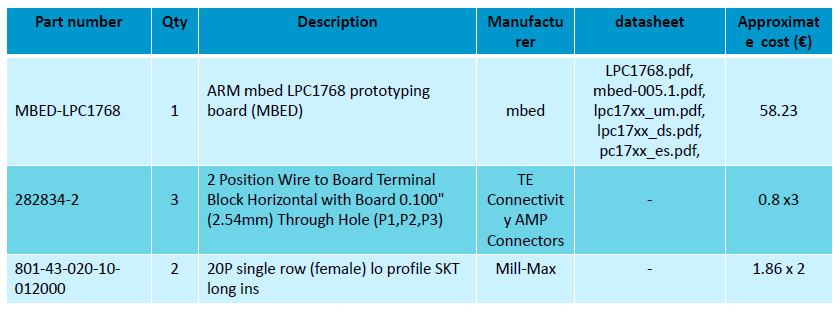 Part number Qty Description Manufactu datasheet Approximat
rer e cost (€)
MBED-LPC1768 1 ARM mbed LPC1768 prototyping board (MBED) mbed LPC1768.pdf, mbed-005.1.pdf, lpc17xx_um.pdf, lpc17xx_ds.pdf, pc17xx_es.pdf, 58.23
282834-2 3 2 Position Wire to Board Terminal Block Horizontal with Board 0.100" (2.54mm) Through Hole (P1,P2,P3) TE Connectivit y AMP Connectors - 0.8 x3
801-43-020-10- 2 20P single row (female) lo profile SKT Mill-Max - 1.86 x 2
012000 long ins